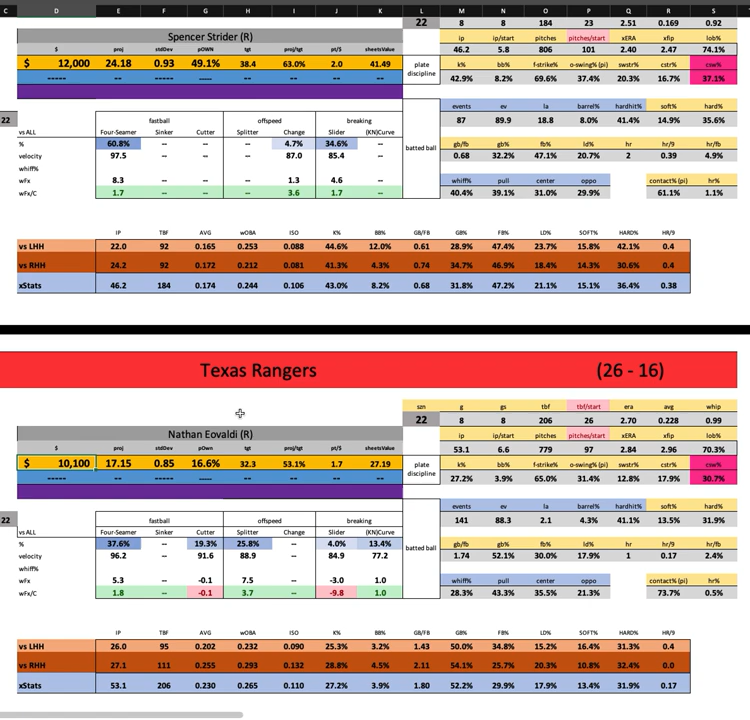 C D E F G H I J K L M N O P Q R S
22 8 8 184 23 2.51 0.169 0.92
Spencer Strider (R)
ip ip/start pitches pitches/start xERA xfip lob%
46.2 5.8 806 101 2.40 2.47 74.1%
$ proj stdDev pOWN tgt proj/tgt pt/$ sheetsValue
$ 12,000 24.18 0.93 49.1% 38.4 63.0% 2.0 41.49
plate discipline
k% bb% f-strike% o-swing% (pi) swstr% cstr% csw%
42.9% 8.2% 69.6% 37.4% 20.3% 16.7% 37.1%
----- -- -- ---- -- -- -- --
events ev la barrel% hardhit% soft% hard%
87 89.9 18.8 8.0% 41.4% 14.9% 35.6%
22 fastball offspeed breaking
vs ALL Four-Seamer Sinker Cutter Splitter Change Slider (KN)Curve
% 60.8% -- -- -- 4.7% 34.6% --
velocity 97.5 -- -- -- 87.0 85.4 --
whiff%
wFx 8.3 -- -- -- 1.3 4.6 --
wFx/C 1.7 -- -- -- 3.6 1.7 --
batted ball
gb/fb gb% fb% ld% hr hr/9 hr/fb
0.68 32.2% 47.1% 20.7% 2 0.39 4.9%
whiff% pull center oppo contact% (pi) hr%
40.4% 39.1% 31.0% 29.9% 61.1% 1.1%
IP TBF AVG wOBA ISO K% BB% GB/FB GB% FB% LD% SOFT% HARD% HR/9
vs LHH 22.0 92 0.165 0.253 0.088 44.6% 12.0% 0.61 28.9% 47.4% 23.7% 15.8% 42.1% 0.4
vs RHH 24.2 92 0.172 0.212 0.081 41.3% 4.3% 0.74 34.7% 46.9% 18.4% 14.3% 30.6% 0.4
xStats 46.2 184 0.174 0.244 0.106 43.0% 8.2% 0.68 31.8% 47.2% 21.1% 15.1% 36.4% 0.38
Texas Rangers (26 - 16)
szn g gs tbf tbf/start era avg whip
22 8 8 206 26 2.70 0.228 0.99
Nathan Eovaldi (R)
ip ip/start pitches pitches/start xERA xfip lob%
53.1 6.6 779 97 2.84 2.96 70.3%
$ proj stdDev pOwn tgt proj/tgt pt/$ sheetsValue
$ 10,100 17.15 0.85 16.6% 32.3 53.1% 1.7 27.19
plate discipline
k% bb% f-strike% o-swing% (pi) swstr% cstr% csw%
27.2% 3.9% 65.0% 31.4% 12.8% 17.9% 30.7%
----- -- -- ---- -- -- -- --
events ev la barrel% hardhit% soft% hard%
141 88.3 2.1 4.3% 41.1% 13.5% 31.9%
22 fastball offspeed breaking
vs ALL Four-Seamer Sinker Cutter Splitter Change Slider (KN)Curve
% 37.6% -- 19.3% 25.8% -- 4.0% 13.4%
velocity 96.2 -- 91.6 88.9 -- 84.9 77.2
whiff%
wFx 5.3 -- -0.1 7.5 -- -3.0 1.0
wFx/C 1.8 -- -0.1 3.7 -- -9.8 1.0
batted ball
gb/fb gb% fb% ld% hr hr/9 hr/fb
1.74 52.1% 30.0% 17.9% 1 0.17 2.4%
whiff% pull center oppo contact% (pi) hr%
28.3% 43.3% 35.5% 21.3% 73.7% 0.5%
IP TBF AVG wOBA ISO K% BB% GB/FB GB% FB% LD% SOFT% HARD% HR/9
vs LHH 26.0 95 0.202 0.232 0.090 25.3% 3.2% 1.43 50.0% 34.8% 15.2% 16.4% 31.3% 0.4
vs RHH 27.1 111 0.255 0.293 0.132 28.8% 4.5% 2.11 54.1% 25.7% 20.3% 10.8% 32.4% 0.0
xStats 53.1 206 0.230 0.265 0.110 27.2% 3.9% 1.80 52.2% 29.9% 17.9% 13.4% 31.9% 0.17